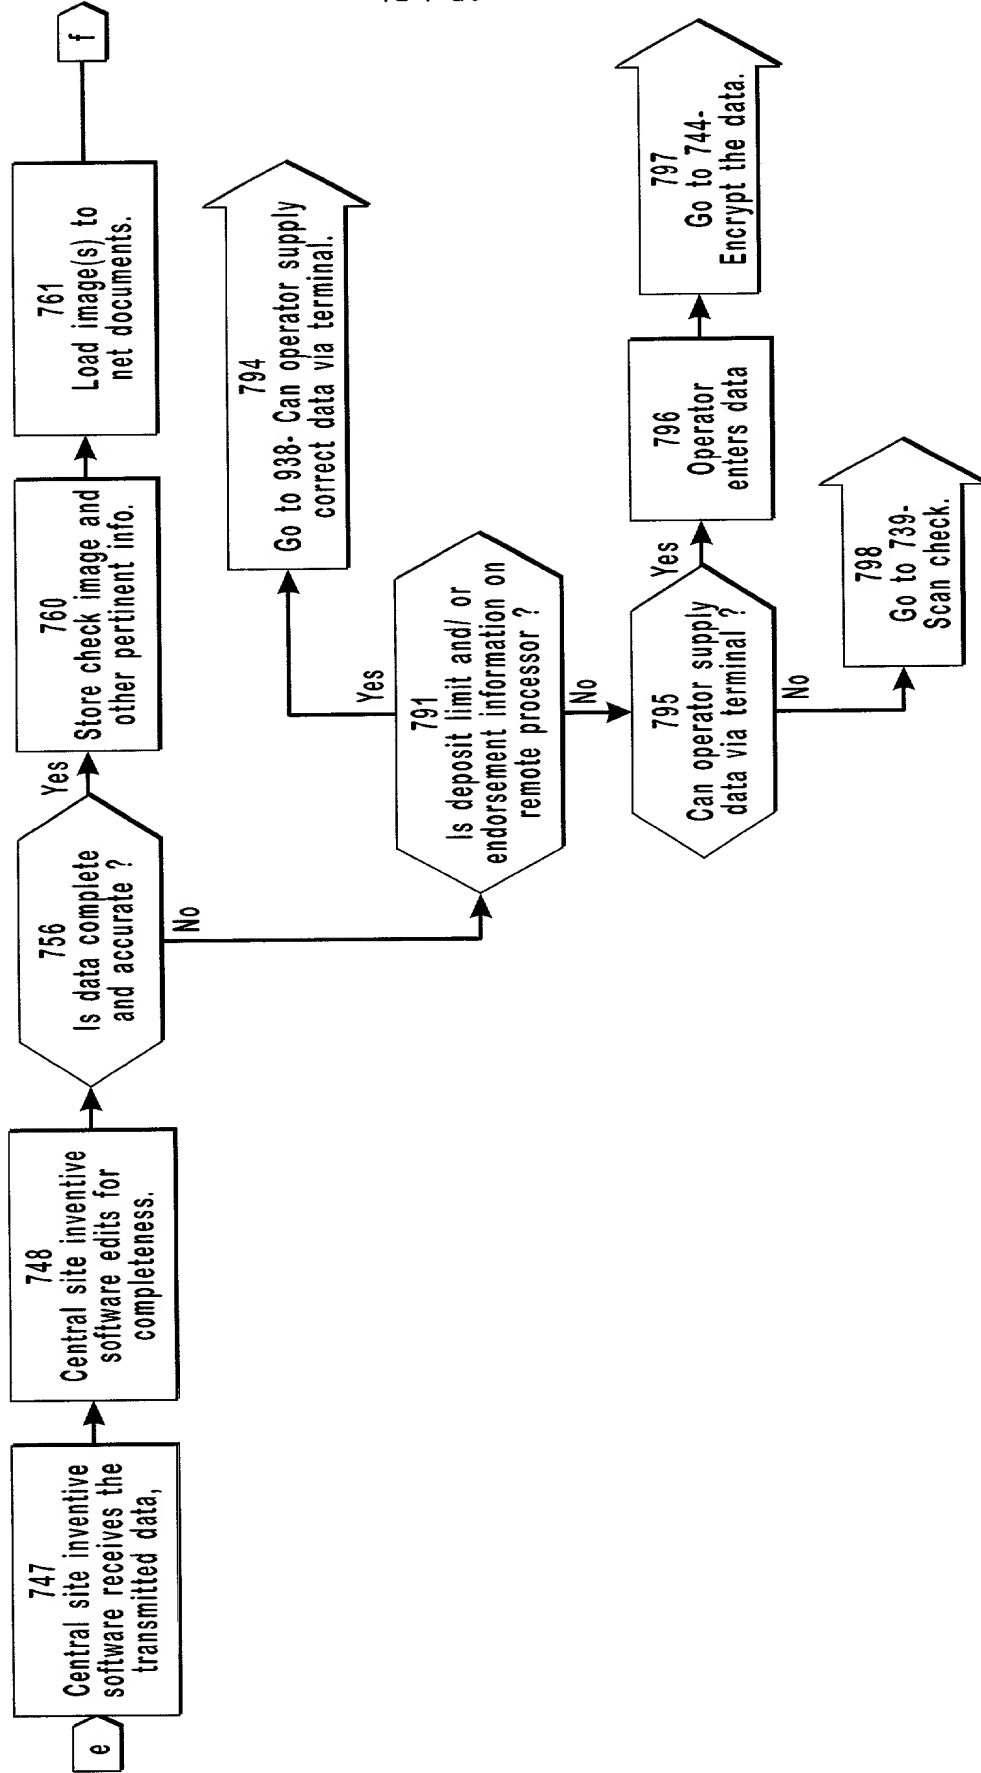 e
747
Central site inventive
software receives the
transmitted data,
748
Central site inventive
software edits for
completeness.
756
Is data complete
and accurate ?
Yes
No
760
Store check image and
other pertinent info.
761
Load image(s) to
net documents.
f
791
Is deposit limit and/ or
endorsement information on
remote processor ?
Yes
No
794
Go to 938- Can operator supply
correct data via terminal.
795
Can operator supply
data via terminal ?
Yes
No
796
Operator
enters data
797
Go to 744-
Encrypt the data.
798
Go to 739-
Scan check.